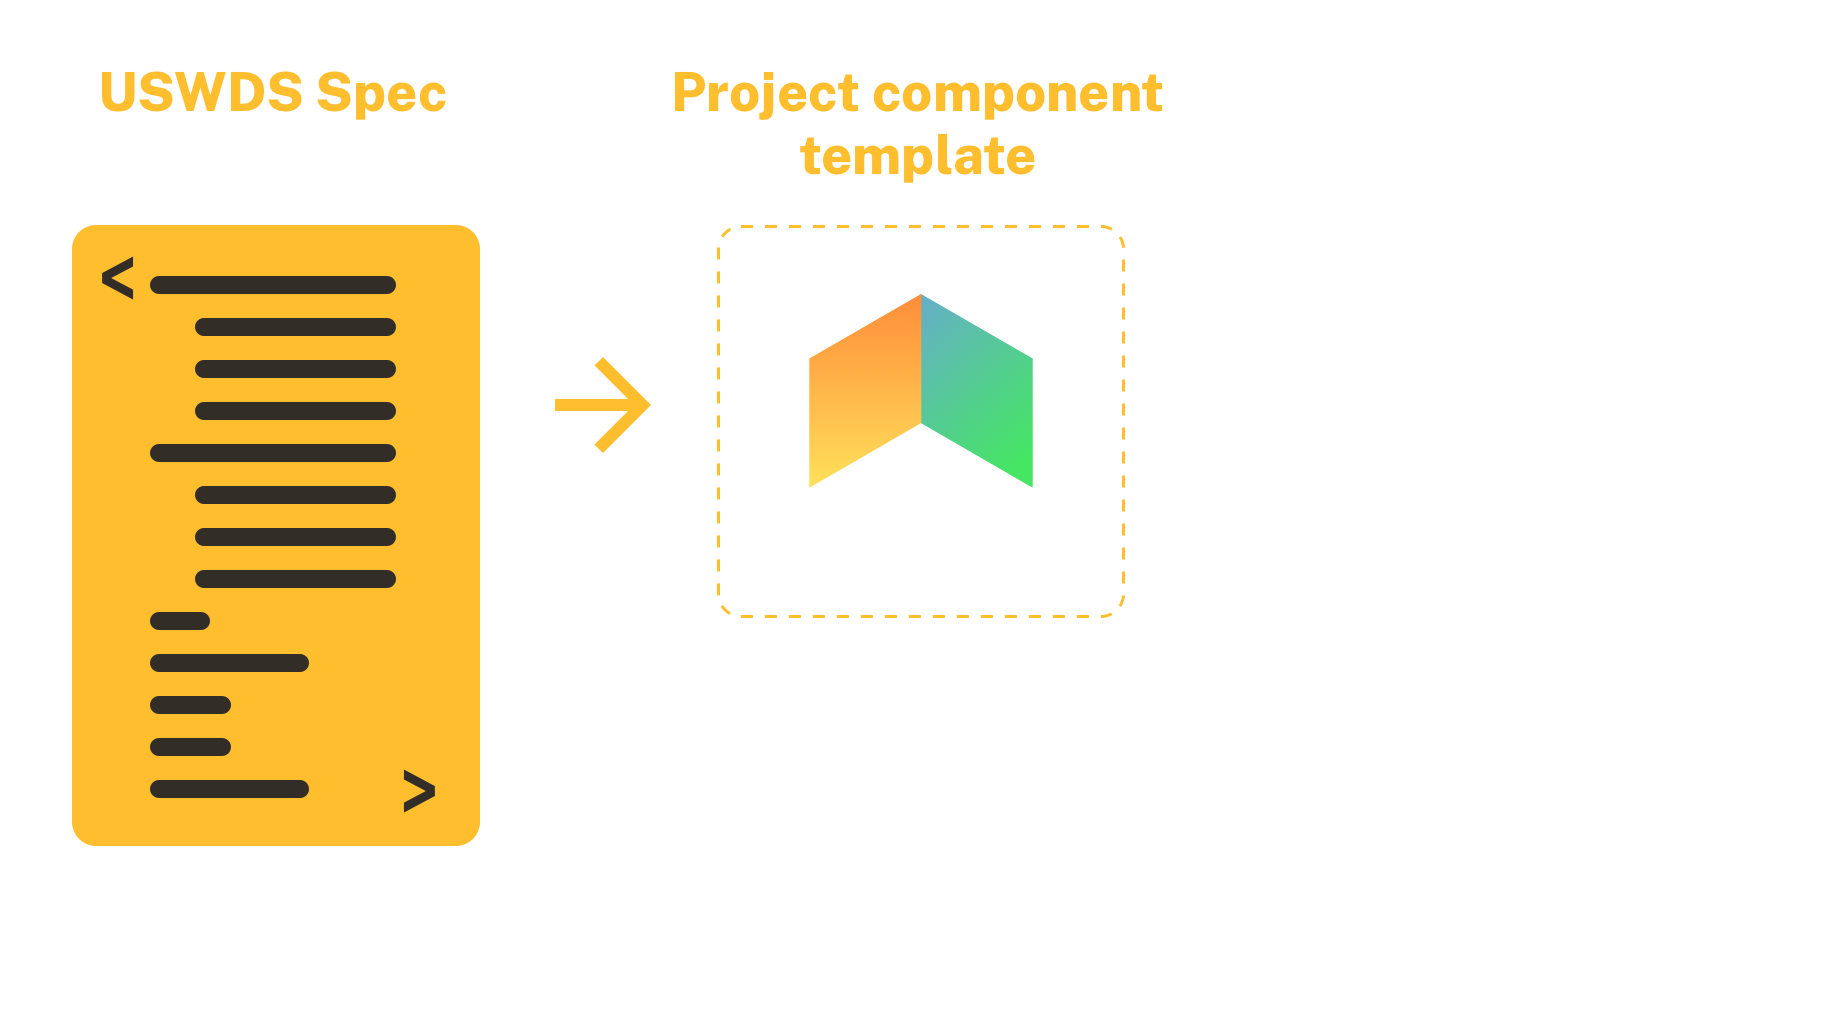 USWDS Spec
Project component
template
<
>